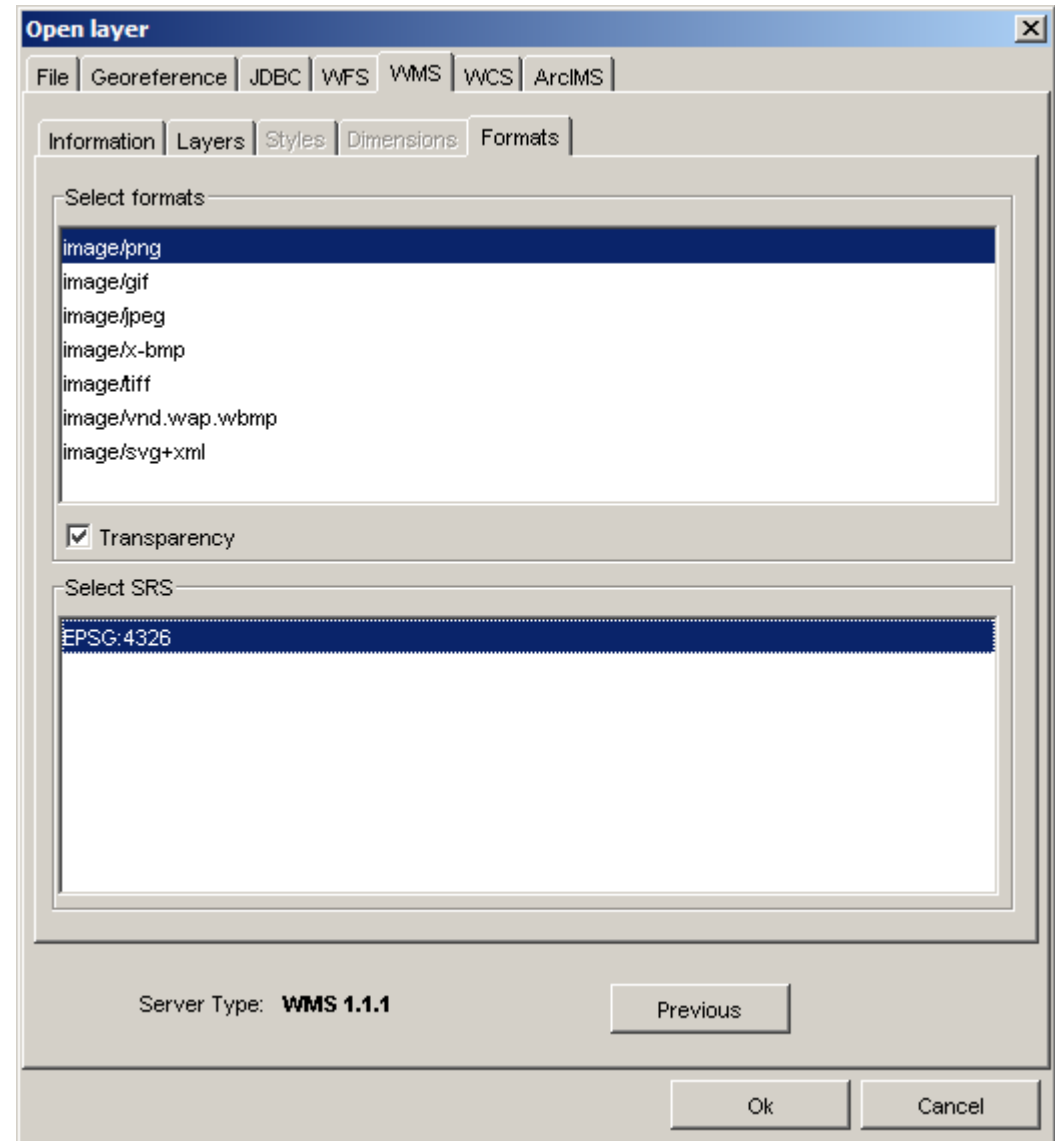 Open layer
File Georeference JDBC WFS WMS WCS ArcIMS
Information Layers Styles Dimensions Formats
Select formats
image/png
image/gif
image/jpeg
image/x-bmp
image/tiff
image/vnd.wap.wbmp
image/svg+xml
Transparency
Select SRS
EPSG:4326
Server Type: WMS 1.1.1 Previous
Ok Cancel